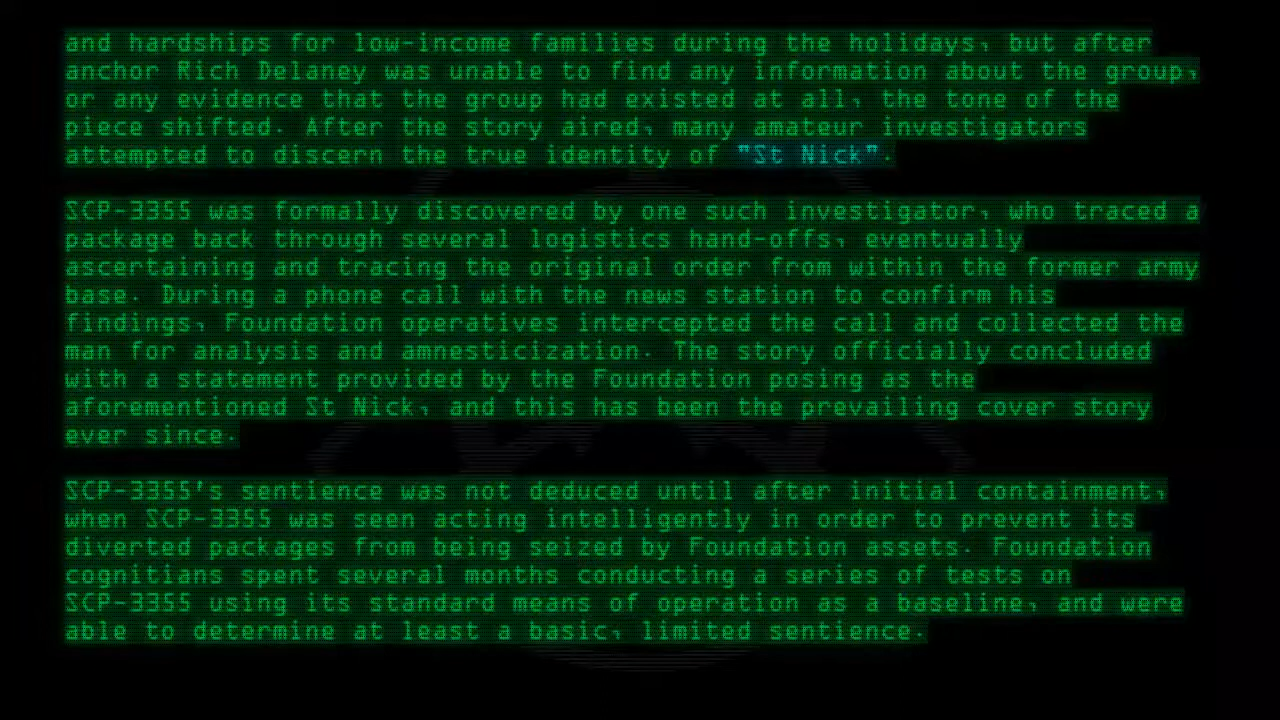 and hardships for low-income families during the holidays, but after
anchor Rich Delaney was unable to find any information about the group,
or any evidence that the group had existed at all, the tone of the
piece shifted. After the story aired, many amateur investigators
attempted to discern the true identity of "St Nick".
SCP-3355 was formally discovered by one such investigator, who traced a
package back through several logistics hand-offs, eventually
ascertaining and tracing the original order from within the former army
base. During a phone call with the news station to confirm his
findings, Foundation operatives intercepted the call and collected the
man for analysis and amnesticization. The story officially concluded
with a statement provided by the Foundation posing as the
aforementioned St Nick, and this has been the prevailing cover story
ever since.
SCP-3355's sentience was not deduced until after initial containment,
when SCP-3355 was seen acting intelligently in order to prevent its
diverted packages from being seized by Foundation assets. Foundation
cognitians spent several months conducting a series of tests on
SCP-3355 using its standard means of operation as a baseline, and were
able to determine at least a basic, limited sentience.